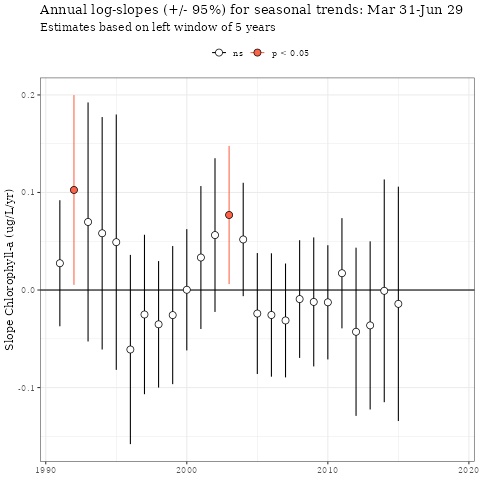 Annual log-slopes (+/- 95%) for seasonal trends: Mar 31-Jun 29
Estimates based on left window of 5 years
ns p < 0.05
Slope Chlorophyll-a (ug/L/yr)
0.2
0.1
0.0
-0.1
1990 2000 2010 2020